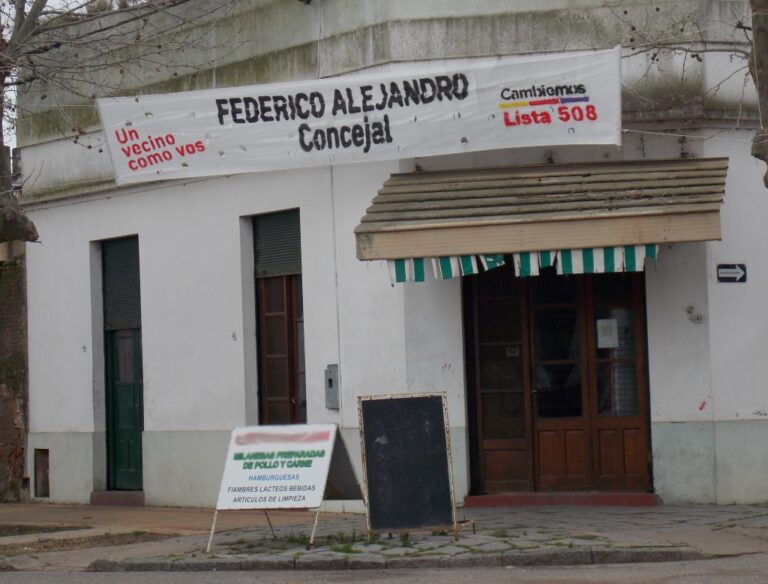 Un
vecino
como vos
FEDERICO ALEJANDRO
Concejal
Cambiemos
Lista 508
MILANESAS PREPARADAS
DE POLLO Y CARNE
HAMBURGUESAS
FIAMBRES LACTEOS BEBIDAS
ARTICULOS DE LIMPIEZA